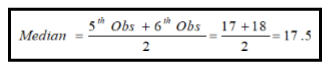 Median = (5th Obs + 6th Obs) / 2 = (17 + 18) / 2 = 17.5